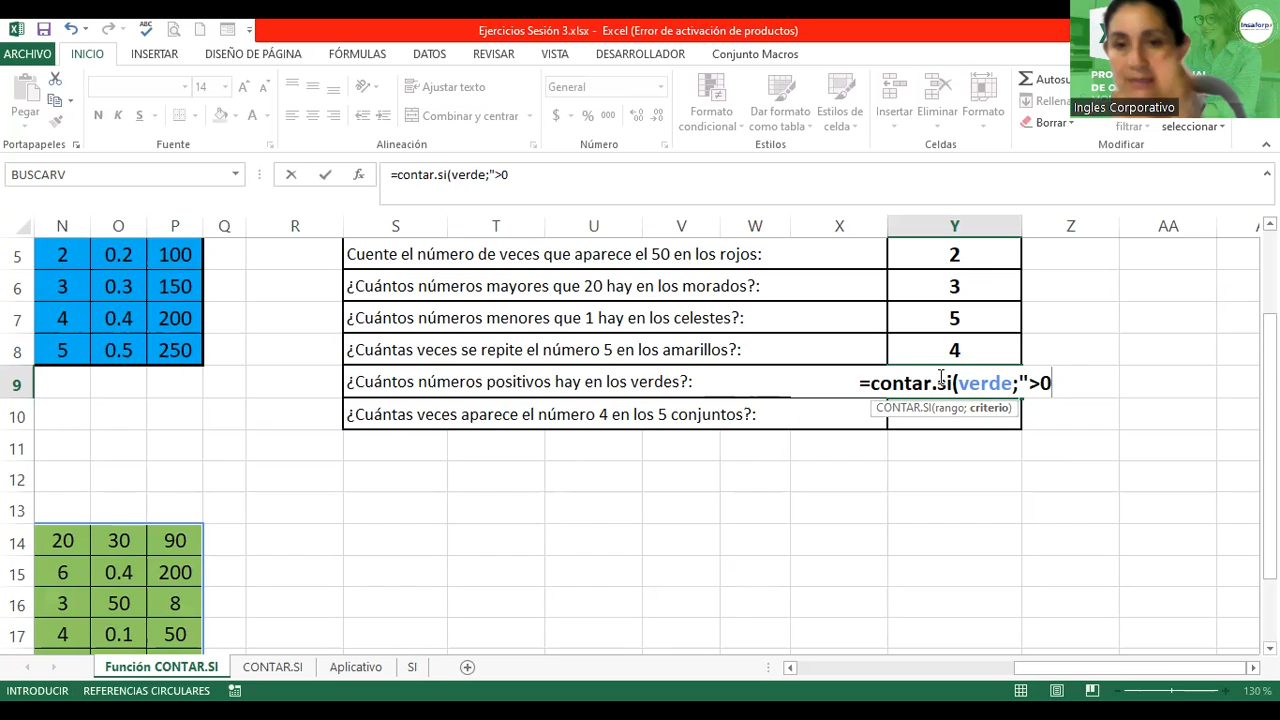 Ejercicios Sesión 3.xlsx - Excel (Error de activación de productos)
ARCHIVO INICIO INSERTAR DISEÑO DE PÁGINA FÓRMULAS DATOS REVISAR VISTA DESARROLLADOR Conjunto Macros
Insaforp
Pegar
14
N K S
Ajustar texto
Combinar y centrar
General
$ % 000
Formato condicional
Dar formato como tabla
Estilos de celda
Insertar
Eliminar
Formato
Borrar
filtrar
seleccionar
Ingles Corporativo
Portapapeles Fuente Alineación Número Estilos Celdas Modificar
BUSCARV
=contar.si(verde;">0
N O P Q R S T U V W X Y Z AA
5 2 0.2 100 Cuente el número de veces que aparece el 50 en los rojos: 2
6 3 0.3 150 ¿Cuántos números mayores que 20 hay en los morados?: 3
7 4 0.4 200 ¿Cuántos números menores que 1 hay en los celestes?: 5
8 5 0.5 250 ¿Cuántas veces se repite el número 5 en los amarillos?: 4
9 ¿Cuántos números positivos hay en los verdes?: =contar.si(verde;">0
CONTAR.SI(rango; criterio)
10 ¿Cuántas veces aparece el número 4 en los 5 conjuntos?:
11
12
13
14 20 30 90
15 6 0.4 200
16 3 50 8
17 4 0.1 50
Función CONTAR.SI CONTAR.SI Aplicativo SI
INTRODUCIR REFERENCIAS CIRCULARES 130 %